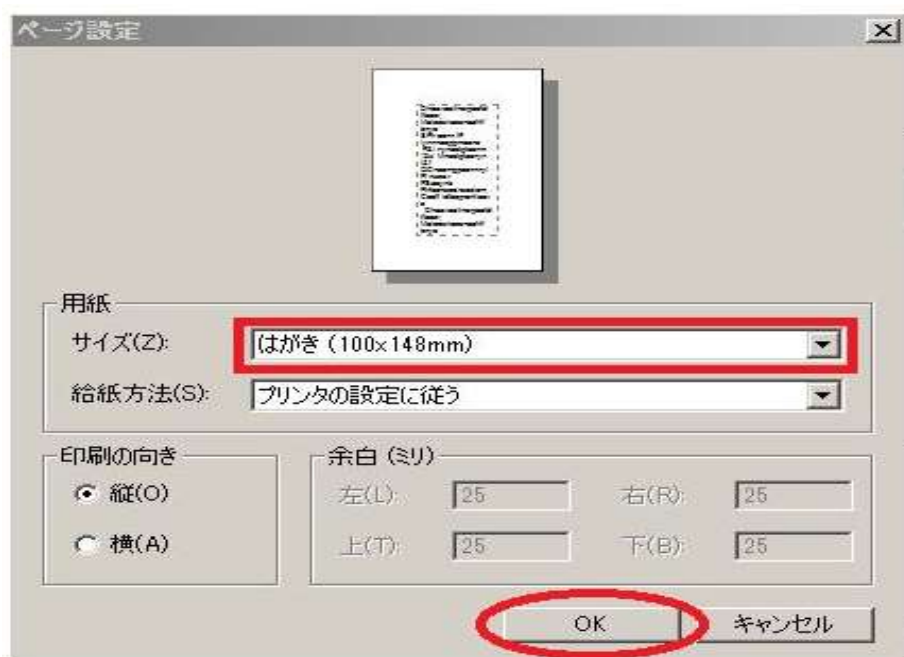 ページ設定
用紙
サイズ(Z):
はがき (100×148mm)
給紙方法(S):
プリンタの設定に従う
印刷の向き
縦(O)
横(A)
余白 (ミリ)
左(L):
25
右(R):
25
上(T):
25
下(B):
25
OK
キャンセル